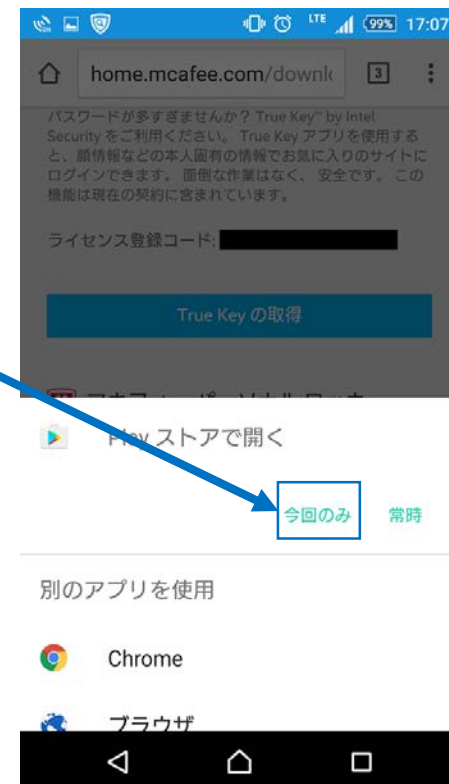 LTE 99% 17:07
home.mcafee.com/downl 3
パスワードが多すぎませんか? True Key™ by Intel
Security をご利用ください。 True Key アプリを使用する
と、顔情報などの本人固有の情報でお気に入りのサイトに
ログインできます。 面倒な作業はなく、 安全です。 この
機能は現在の契約に含まれています。
ライセンス登録コード:
True Key の取得
Play ストアで開く
今回のみ 常時
別のアプリを使用
Chrome
ブラウザ